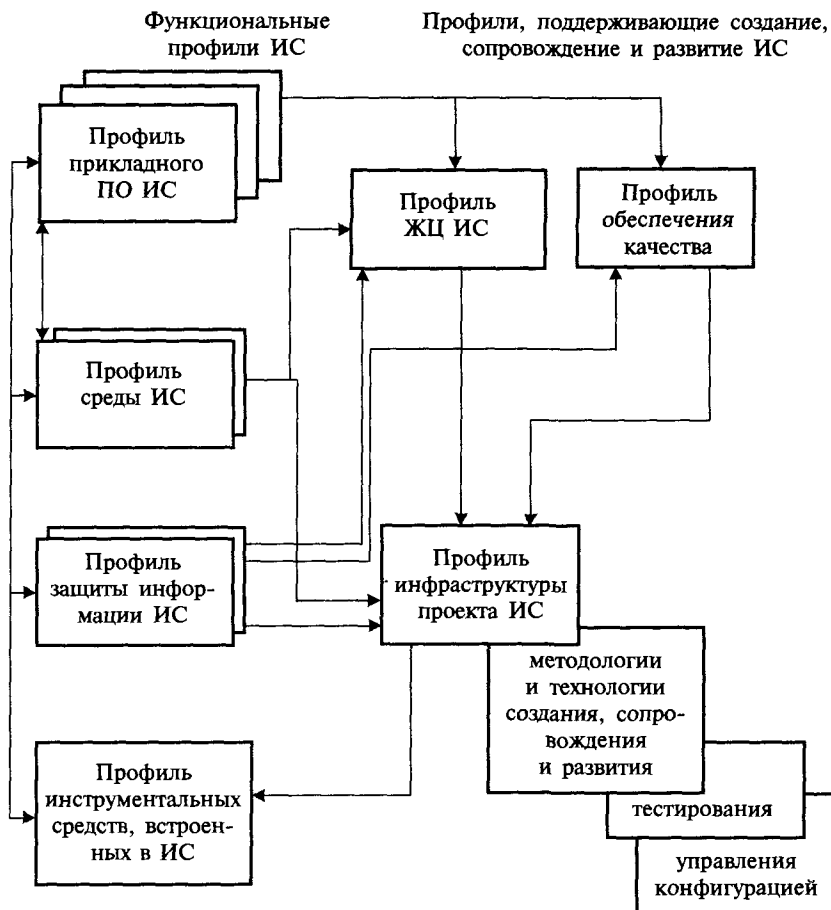 Функциональные
профили ИС
Профили, поддерживающие создание,
сопровождение и развитие ИС
Профиль
прикладного
ПО ИС
Профиль
ЖЦ ИС
Профиль
обеспечения
качества
Профиль
среды ИС
Профиль
защиты инфор-
мации ИС
Профиль
инфраструктуры
проекта ИС
методологии
и технологии
создания, сопро-
вождения
и развития
Профиль
инструментальных
средств, встроен-
ных в ИС
тестирования
управления
конфигурацией